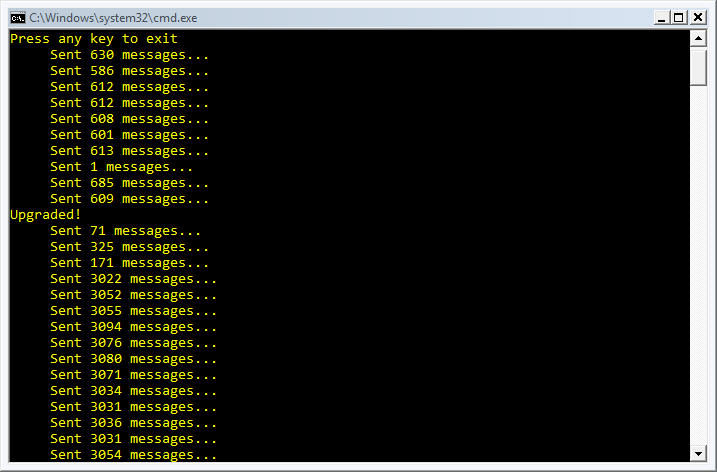 C:\Windows\system32\cmd.exe
Press any key to exit
Sent 630 messages...
Sent 586 messages...
Sent 612 messages...
Sent 612 messages...
Sent 608 messages...
Sent 601 messages...
Sent 613 messages...
Sent 1 messages...
Sent 685 messages...
Sent 609 messages...
Upgraded!
Sent 71 messages...
Sent 325 messages...
Sent 171 messages...
Sent 3022 messages...
Sent 3052 messages...
Sent 3055 messages...
Sent 3094 messages...
Sent 3076 messages...
Sent 3080 messages...
Sent 3071 messages...
Sent 3034 messages...
Sent 3031 messages...
Sent 3036 messages...
Sent 3031 messages...
Sent 3054 messages...